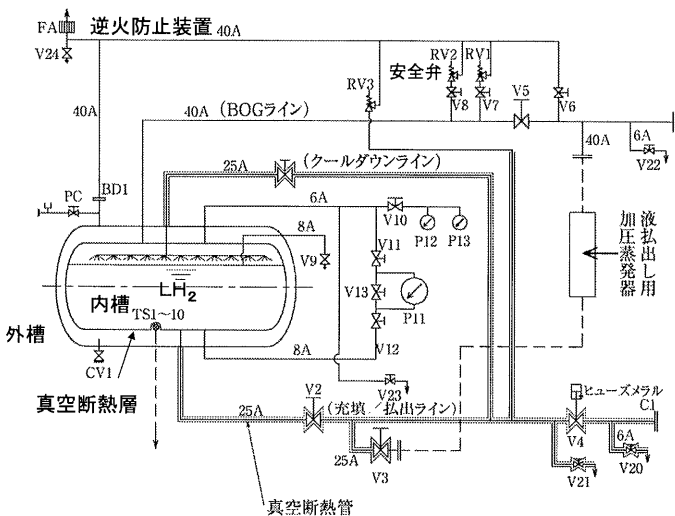 FA 逆火防止装置
V24
40A
RV2 RV1
安全弁
RV3
V8 V7 V5 V6
40A
40A (BOGライン)
40A
6A
V22
25A (クールダウンライン)
PC
BD1
6A
V10
P12 P13
8A
V9
V11
液払出し用
加圧蒸発器
LH2
内槽
V13
P11
TS1〜10
外槽
V12
8A
CV1
V23
真空断熱層
V2
25A
(充填/払出ライン)
ヒューズメラル
C1
V4
6A
V20
25A
V3
V21
真空断熱管